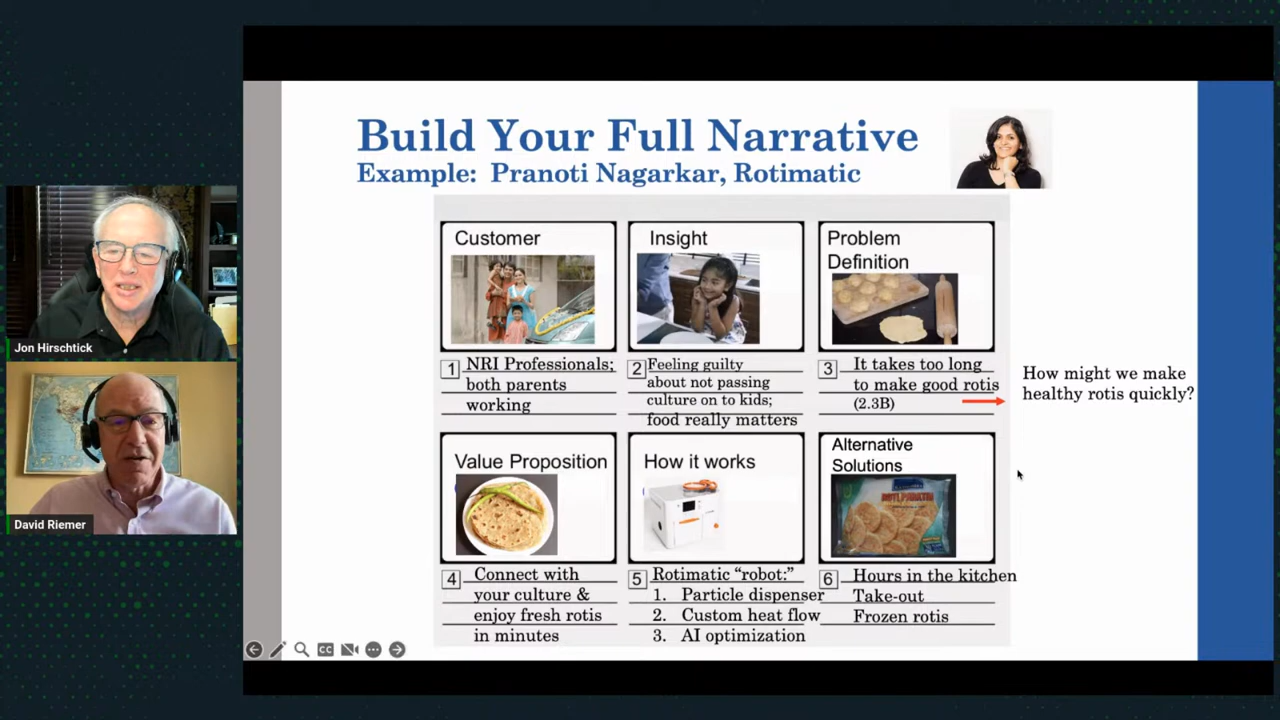 Build Your Full Narrative
Example: Pranoti Nagarkar, Rotimatic
Customer
1 NRI Professionals;
both parents
working
Insight
2 Feeling guilty
about not passing
culture on to kids;
food really matters
Problem
Definition
3 It takes too long
to make good rotis
(2.3B)
How might we make
healthy rotis quickly?
Value Proposition
4 Connect with
your culture &
enjoy fresh rotis
in minutes
How it works
5 Rotimatic “robot:”
1. Particle dispenser
2. Custom heat flow
3. AI optimization
Alternative
Solutions
6 Hours in the kitchen
Take-out
Frozen rotis
Jon Hirschtick
David Riemer
CC